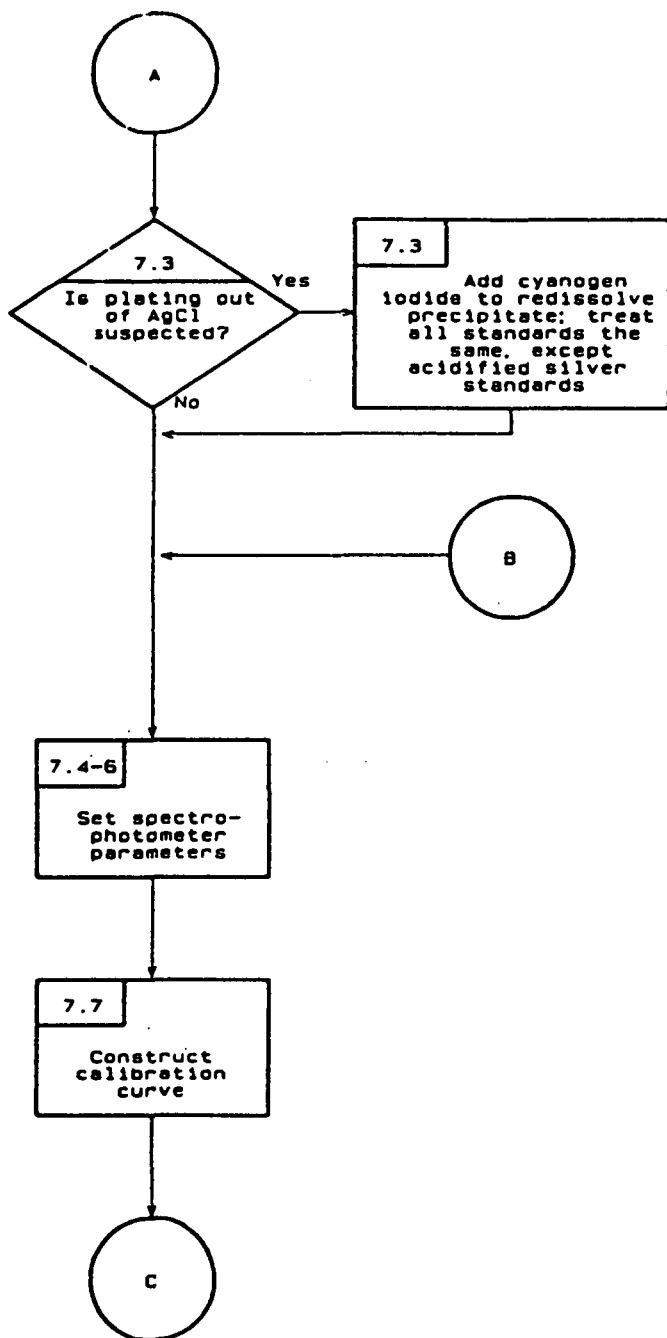 A
7.3
Is plating out
of AgCl
suspected?
Yes
No
7.3
Add cyanogen
iodide to redissolve
precipitate; treat
all standards the
same, except
acidified silver
standards
B
7.4-6
Set spectro-
photometer
parameters
7.7
Construct
calibration
curve
C